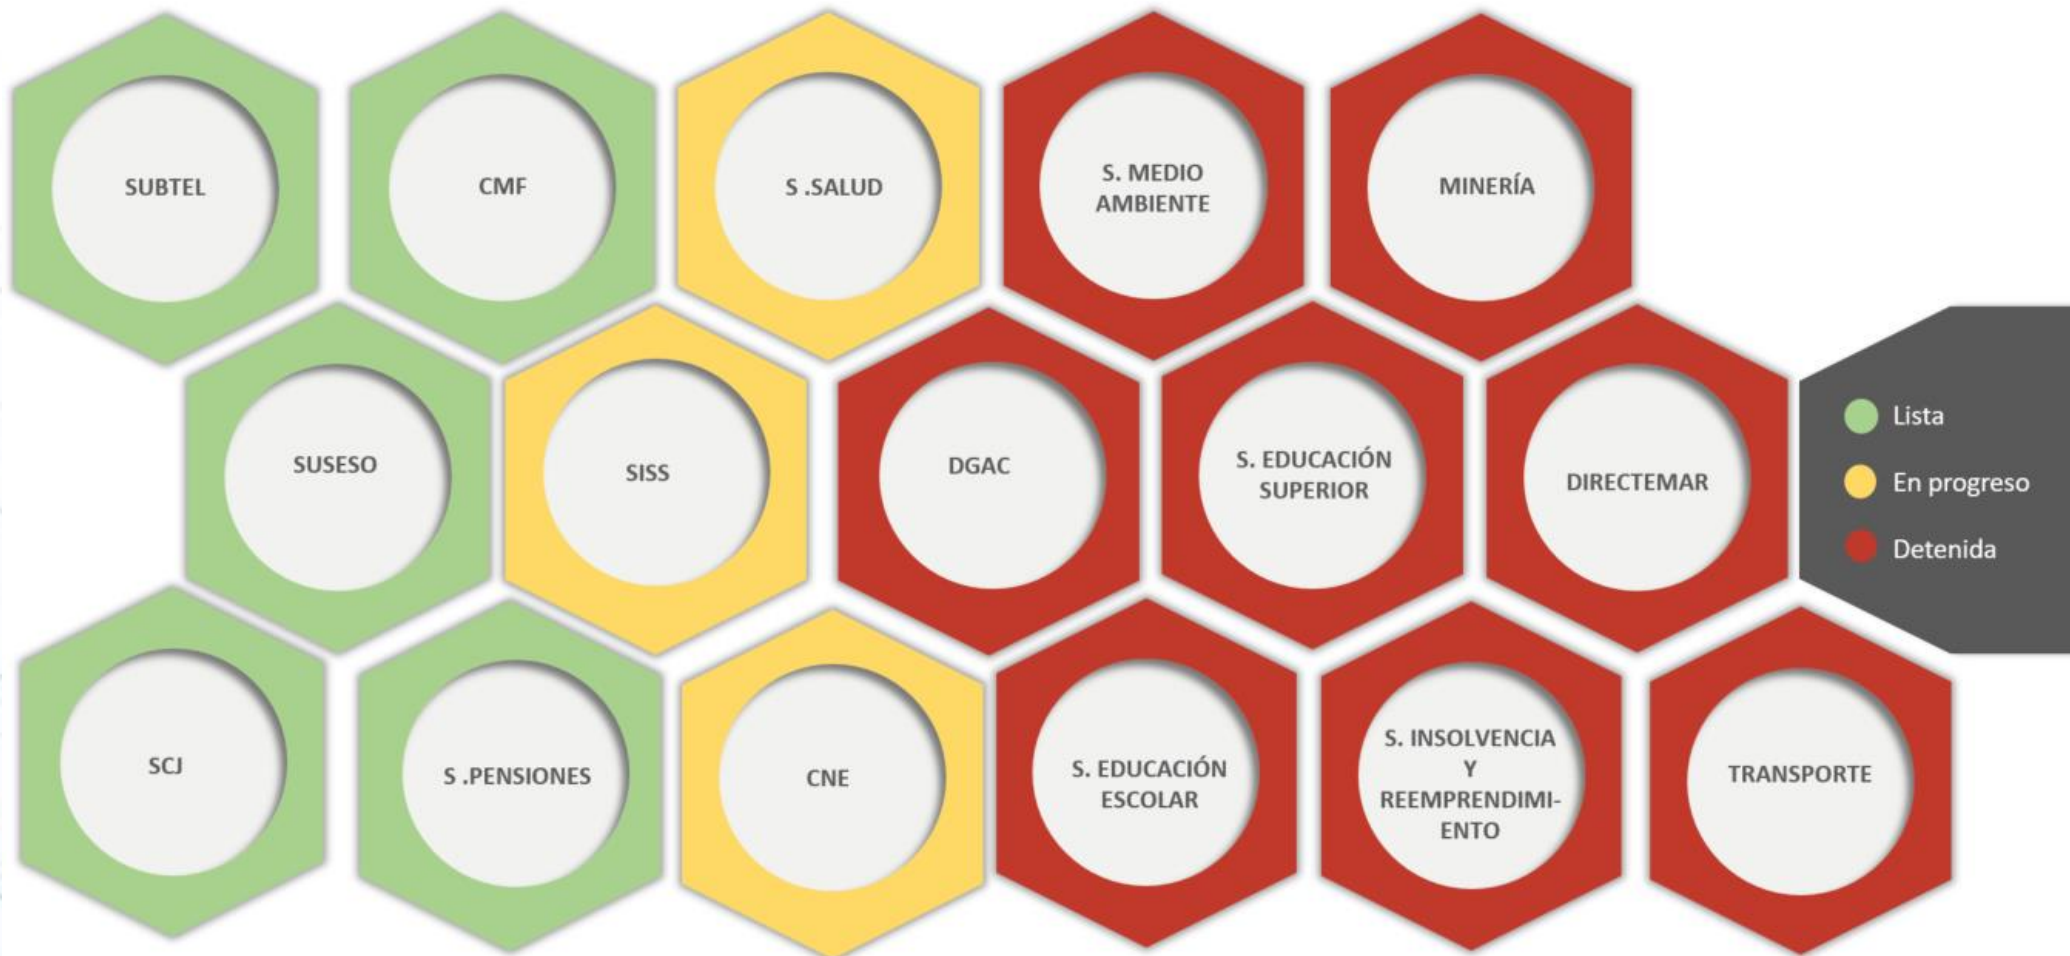 SUBTEL
CMF
S .SALUD
S. MEDIO
AMBIENTE
MINERÍA
SUSESO
SISS
DGAC
S. EDUCACIÓN
SUPERIOR
DIRECTEMAR
Lista
En progreso
Detenida
SCJ
S .PENSIONES
CNE
S. EDUCACIÓN
ESCOLAR
S. INSOLVENCIA
Y
REEMPRENDIMI-
ENTO
TRANSPORTE